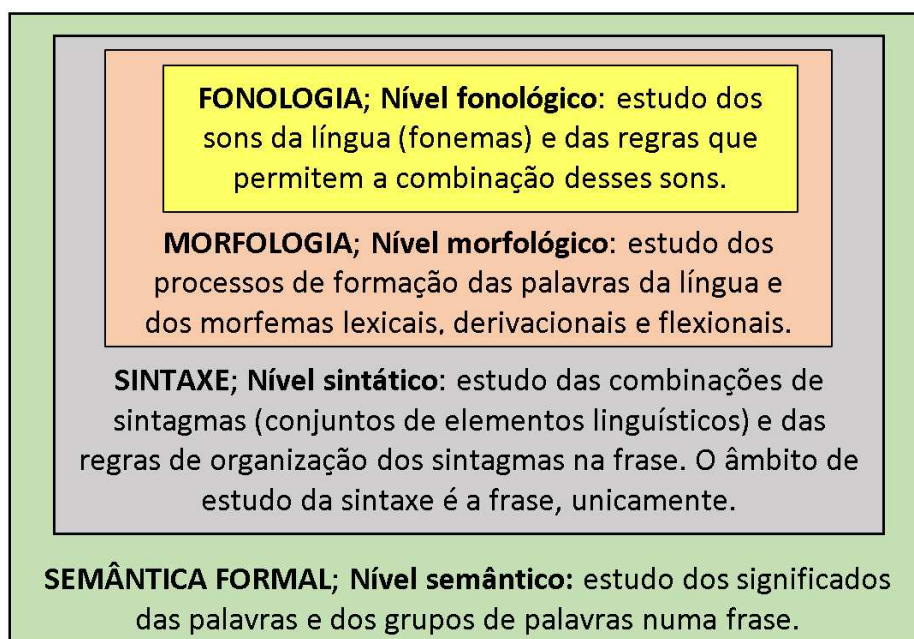 FONOLOGIA; Nível fonológico: estudo dos
sons da língua (fonemas) e das regras que
permitem a combinação desses sons.
MORFOLOGIA; Nível morfológico: estudo dos
processos de formação das palavras da língua e
dos morfemas lexicais, derivacionais e flexionais.
SINTAXE; Nível sintático: estudo das combinações de
sintagmas (conjuntos de elementos linguísticos) e das
regras de organização dos sintagmas na frase. O âmbito de
estudo da sintaxe é a frase, unicamente.
SEMÂNTICA FORMAL; Nível semântico: estudo dos significados
das palavras e dos grupos de palavras numa frase.